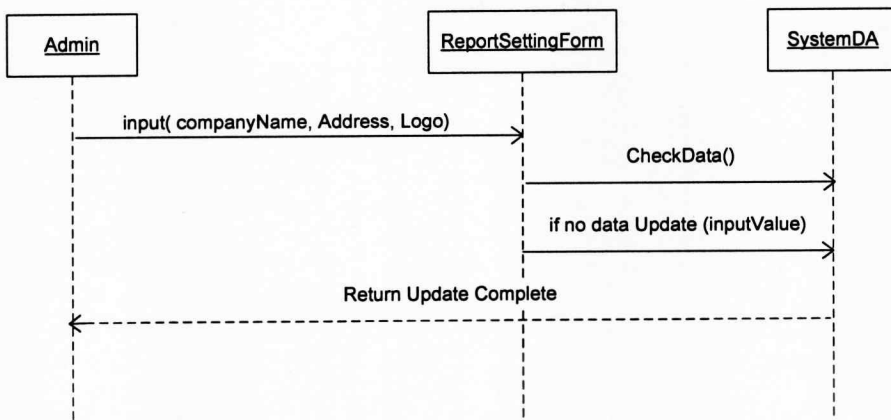 Admin
ReportSettingForm
SystemDA
input( companyName, Address, Logo)
CheckData()
if no data Update (inputValue)
Return Update Complete